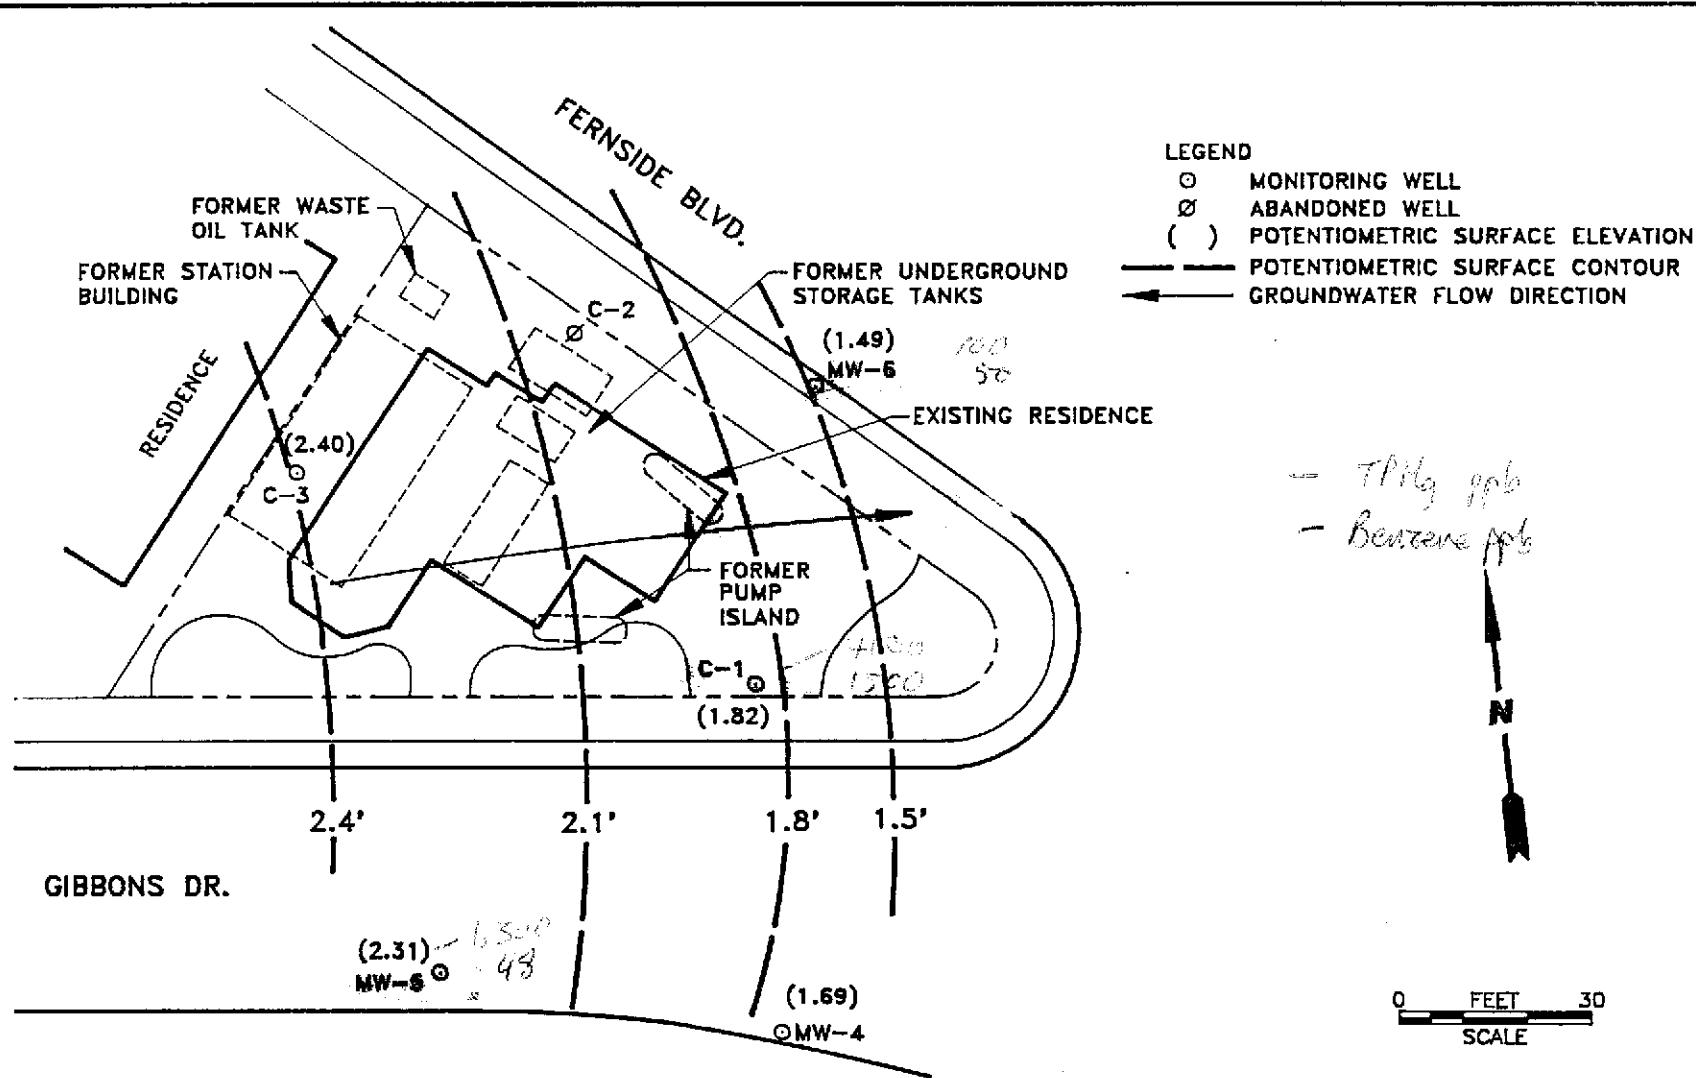 FERNSIDE BLVD.
LEGEND
MONITORING WELL
ABANDONED WELL
( ) POTENTIOMETRIC SURFACE ELEVATION
POTENTIOMETRIC SURFACE CONTOUR
GROUNDWATER FLOW DIRECTION
FORMER WASTE
OIL TANK
FORMER STATION
BUILDING
FORMER UNDERGROUND
STORAGE TANKS
C-2
(1.49)
MW-6
50
RESIDENCE
EXISTING RESIDENCE
(2.40)
C-3
TPHg ppb
Benzene ppb
FORMER
PUMP
ISLAND
C-1
(1.82)
1500
N
2.4'
2.1'
1.8'
1.5'
GIBBONS DR.
(2.31)
MW-5
48
(1.69)
MW-4
0 FEET 30
SCALE